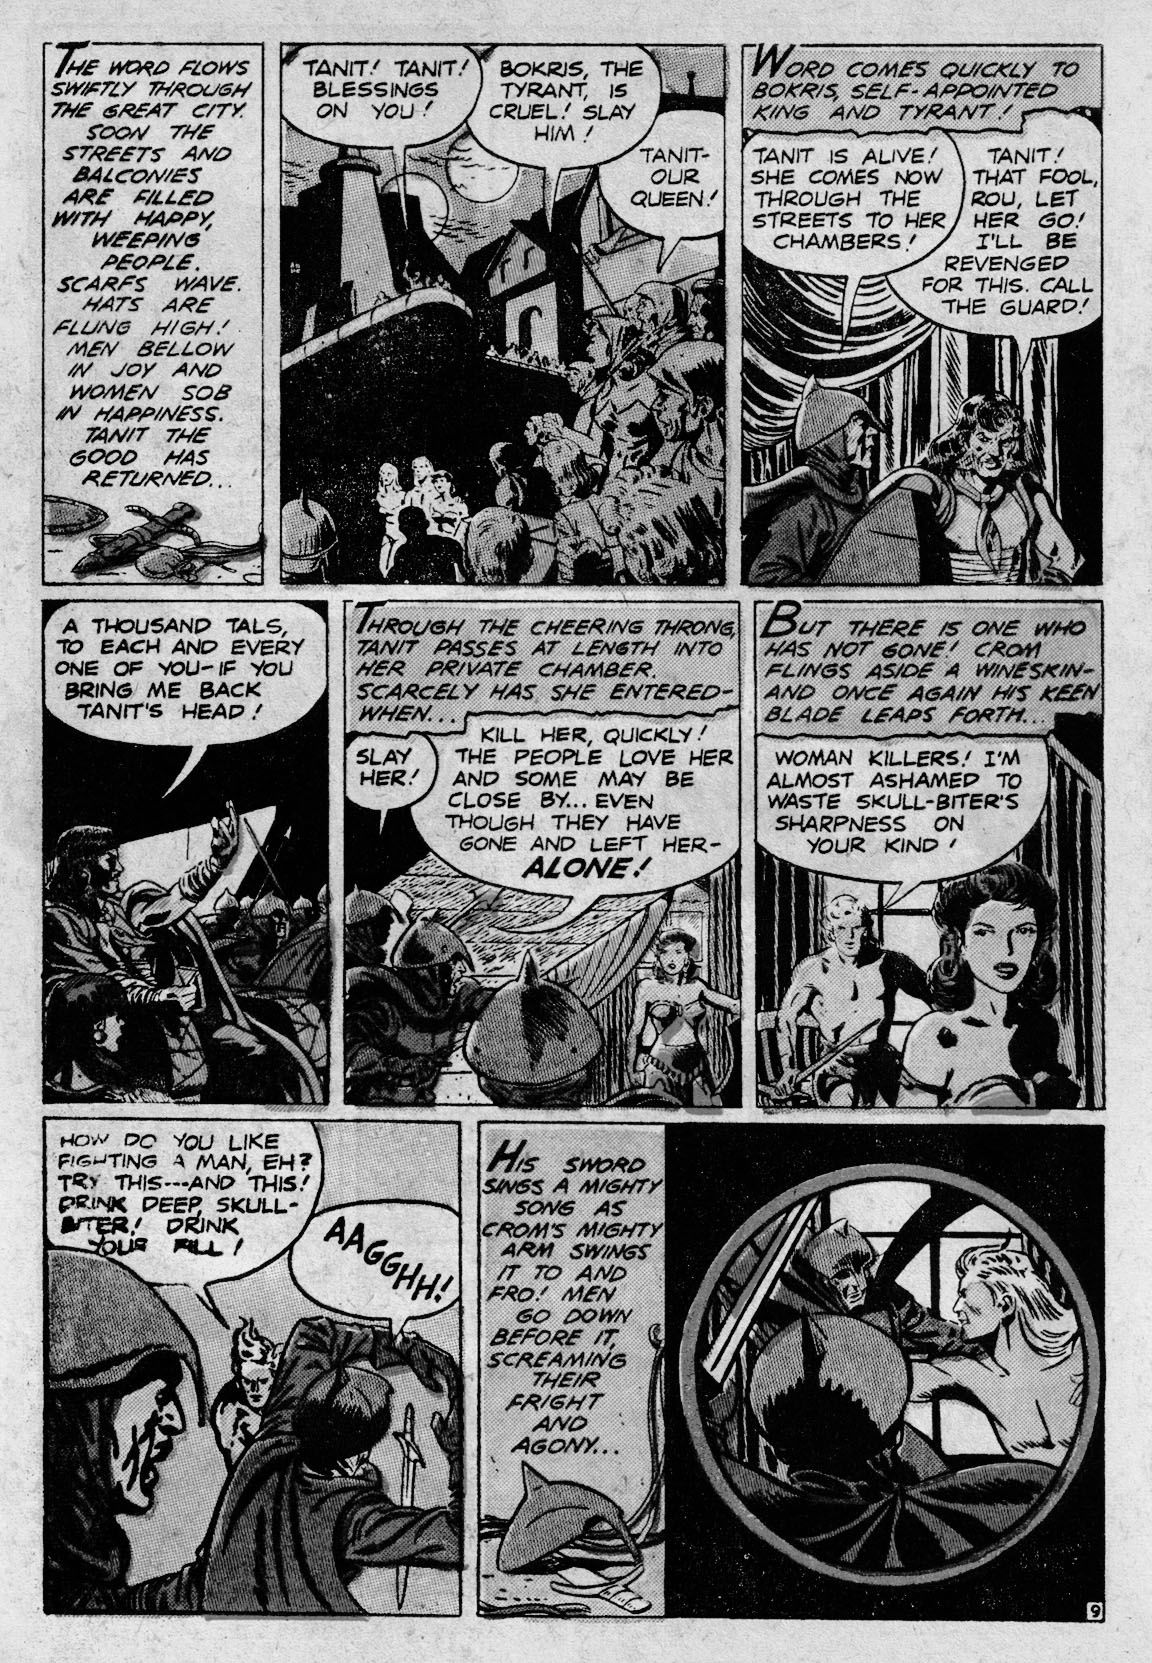 THE WORD FLOWS
SWIFTLY THROUGH
THE GREAT CITY.
SOON THE
STREETS AND
BALCONIES
ARE FILLED
WITH HAPPY,
WEEPING
PEOPLE.
SCARFS WAVE.
HATS ARE
FLUNG HIGH!
MEN BELLOW
IN JOY AND
WOMEN SOB
IN HAPPINESS.
TANIT THE
GOOD HAS
RETURNED...
TANIT! TANIT!
BLESSINGS
ON YOU!
BOKRIS, THE
TYRANT, IS
CRUEL! SLAY
HIM!
TANIT-
OUR
QUEEN!
WORD COMES QUICKLY TO
BOKRIS, SELF-APPOINTED
KING AND TYRANT!
TANIT IS ALIVE!
SHE COMES NOW
THROUGH THE
STREETS TO HER
CHAMBERS!
TANIT!
THAT FOOL,
ROU, LET
HER GO!
I'LL BE
REVENGED
FOR THIS. CALL
THE GUARD!
A THOUSAND TALS,
TO EACH AND EVERY
ONE OF YOU-IF YOU
BRING ME BACK
TANIT'S HEAD!
THROUGH THE CHEERING THRONG,
TANIT PASSES AT LENGTH INTO
HER PRIVATE CHAMBER.
SCARCELY HAS SHE ENTERED-
WHEN...
SLAY
HER!
KILL HER, QUICKLY!
THE PEOPLE LOVE HER
AND SOME MAY BE
CLOSE BY... EVEN
THOUGH THEY HAVE
GONE AND LEFT HER-
ALONE!
BUT THERE IS ONE WHO
HAS NOT GONE! CROM
FLINGS ASIDE A WINESKIN-
AND ONCE AGAIN HIS KEEN
BLADE LEAPS FORTH...
WOMAN KILLERS! I'M
ALMOST ASHAMED TO
WASTE SKULL-BITER'S
SHARPNESS ON
YOUR KIND!
HOW DO YOU LIKE
FIGHTING A MAN, EH?
TRY THIS---AND THIS!
DRINK DEEP, SKULL-
BITER! DRINK
YOUR FILL!
AAGGHH!
HIS SWORD
SINGS A MIGHTY
SONG AS
CROM'S MIGHTY
ARM SWINGS
IT TO AND
FRO! MEN
GO DOWN
BEFORE IT,
SCREAMING
THEIR
FRIGHT
AND
AGONY...
9